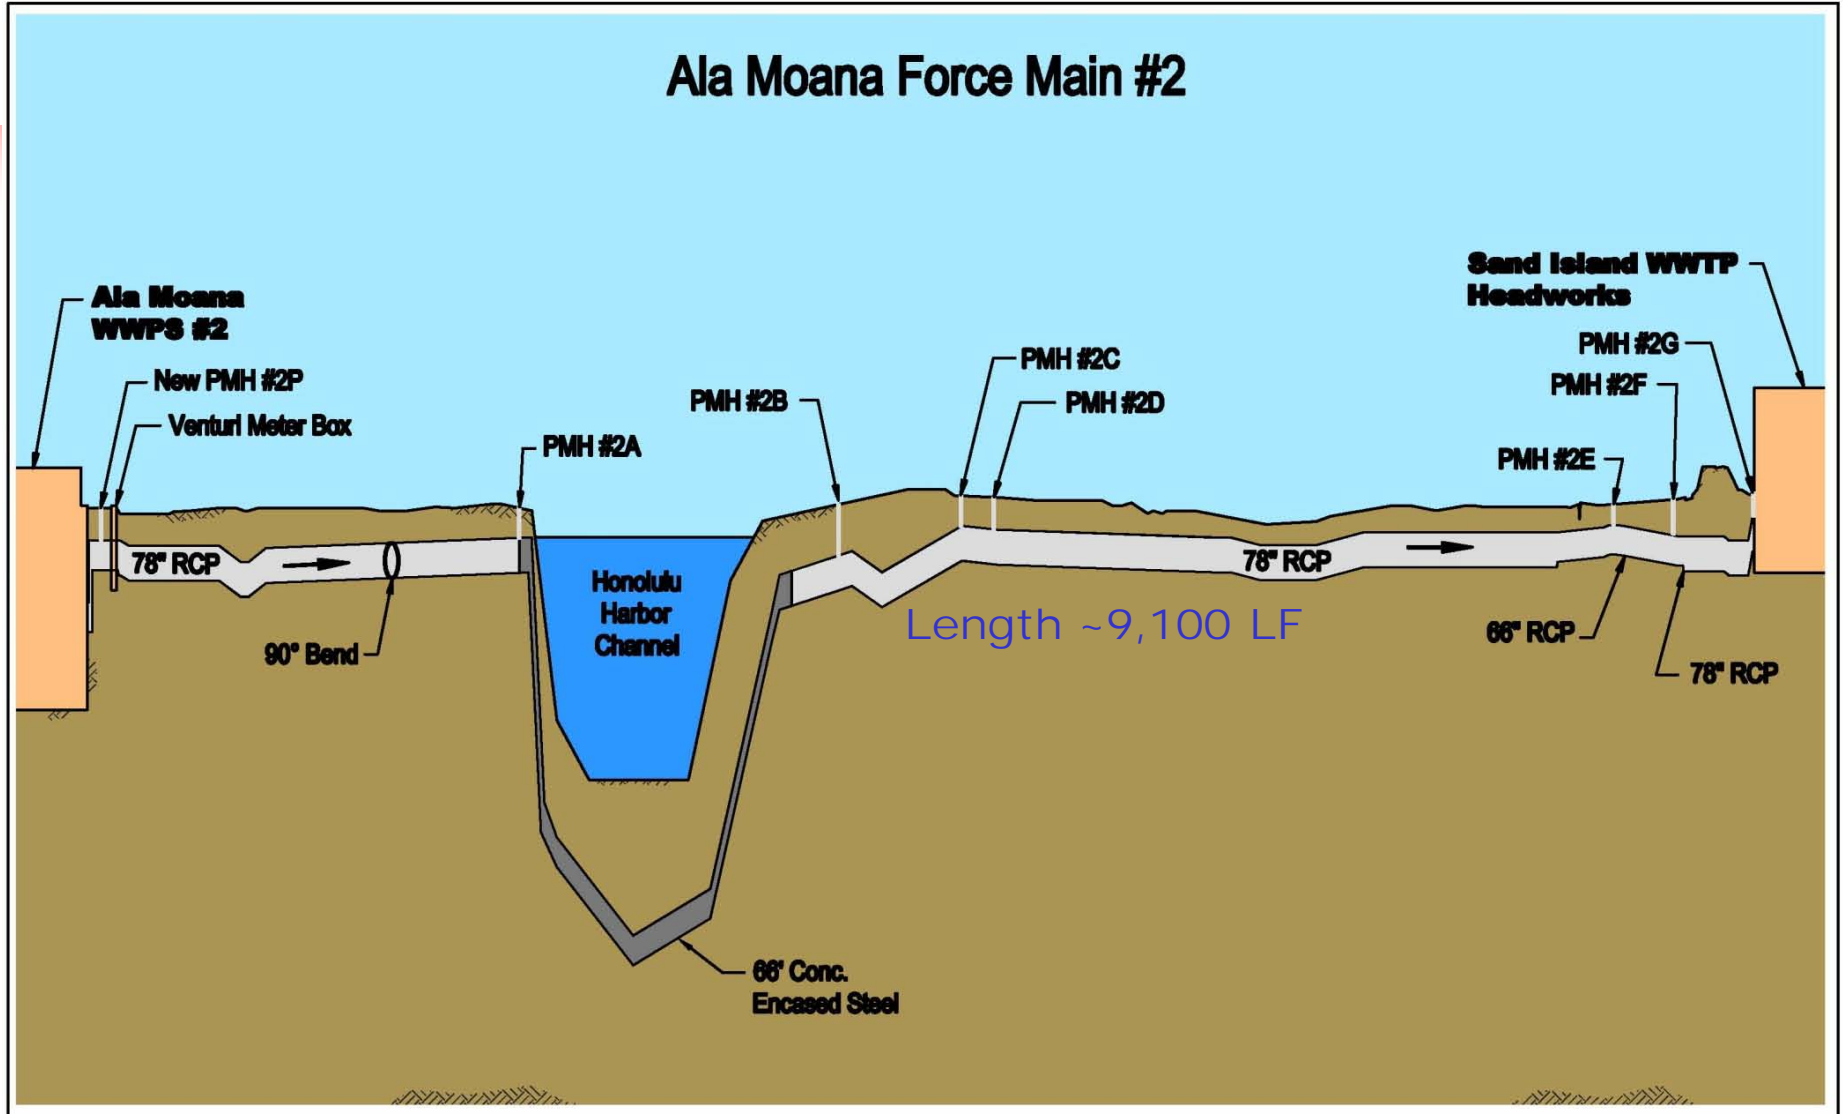 Ala Moana Force Main #2
Sand Island WWTP
Headworks
Ala Moana
WWPS #2
PMH #2G
PMH #2C
New PMH #2P
PMH #2F
PMH #2B
PMH #2D
Venturi Meter Box
PMH #2A
PMH #2E
78" RCP
78" RCP
Honolulu
Harbor
Channel
Length ~9,100 LF
66" RCP
90° Bend
78" RCP
66" Conc.
Encased Steel